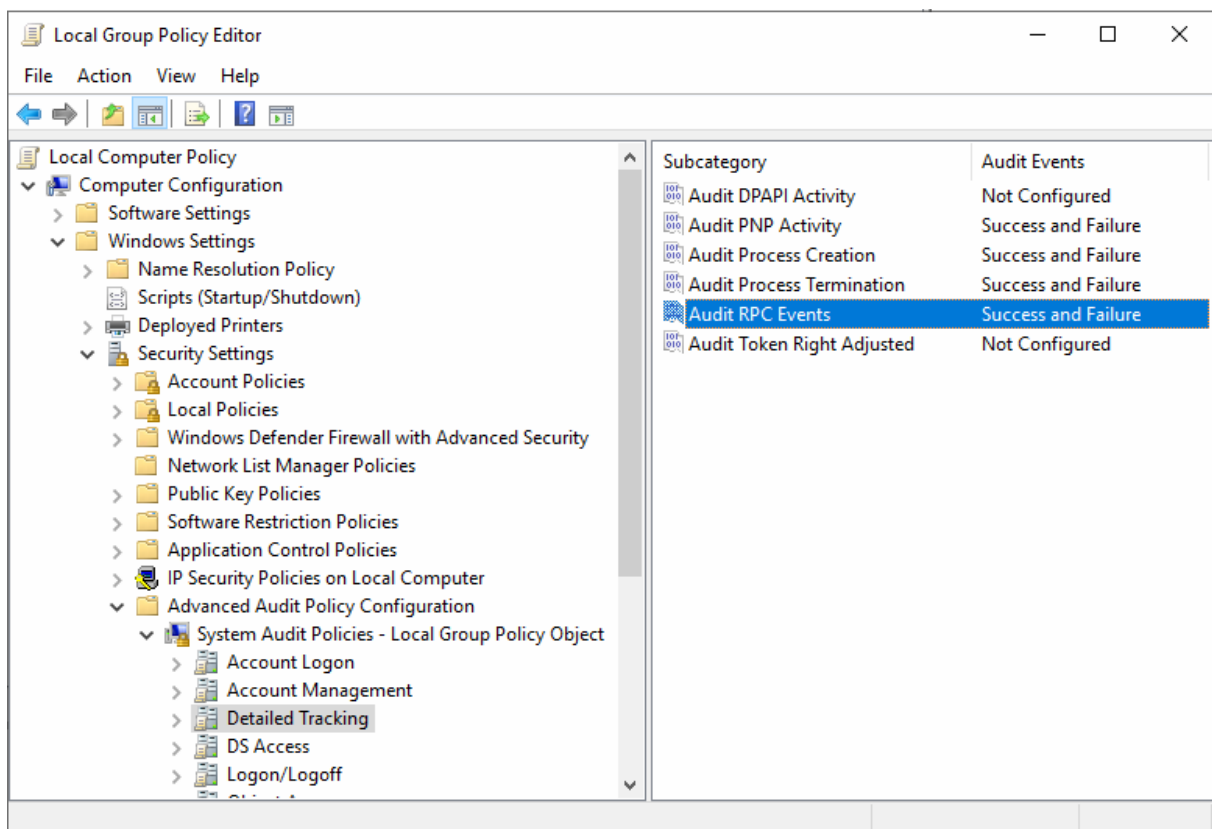 Local Group Policy Editor
File Action View Help
Local Computer Policy
Computer Configuration
Software Settings
Windows Settings
Name Resolution Policy
Scripts (Startup/Shutdown)
Deployed Printers
Security Settings
Account Policies
Local Policies
Windows Defender Firewall with Advanced Security
Network List Manager Policies
Public Key Policies
Software Restriction Policies
Application Control Policies
IP Security Policies on Local Computer
Advanced Audit Policy Configuration
System Audit Policies - Local Group Policy Object
Account Logon
Account Management
Detailed Tracking
DS Access
Logon/Logoff
Subcategory Audit Events
Audit DPAPI Activity Not Configured
Audit PNP Activity Success and Failure
Audit Process Creation Success and Failure
Audit Process Termination Success and Failure
Audit RPC Events Success and Failure
Audit Token Right Adjusted Not Configured